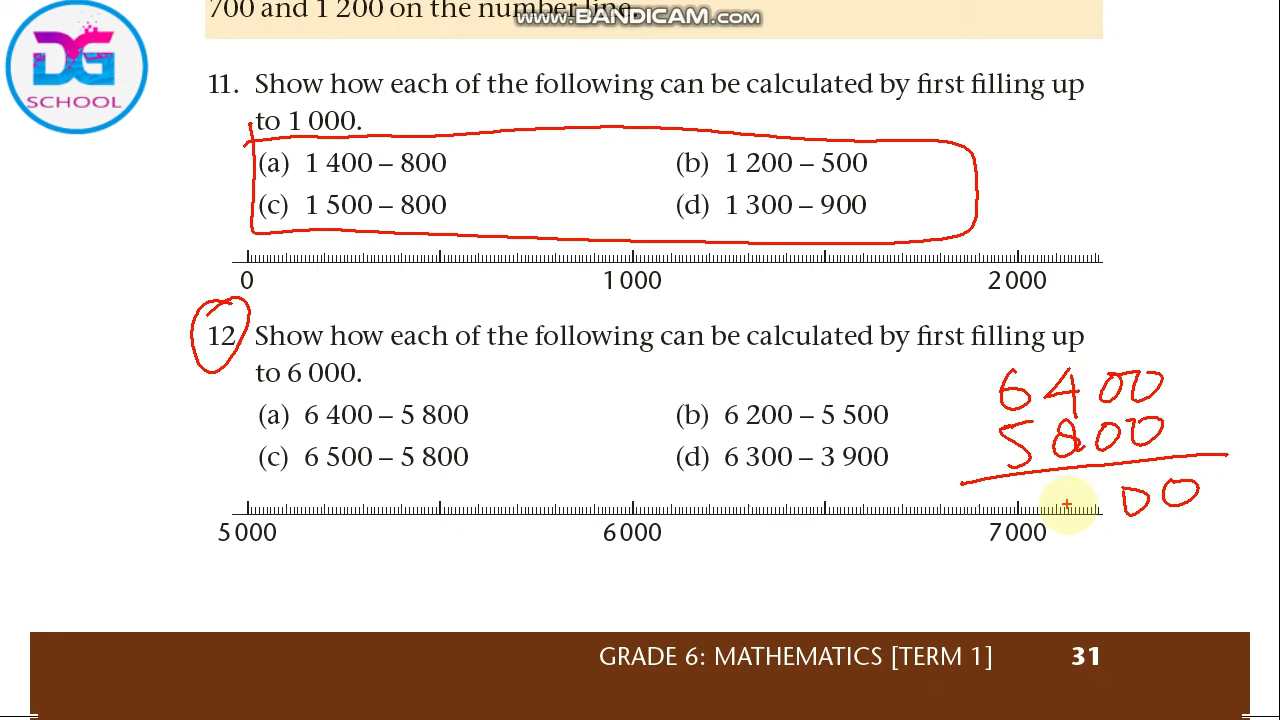 700 and 1 200 on the number line.
www.BANDICAM.com
DG
SCHOOL
11. Show how each of the following can be calculated by first filling up
to 1 000.
(a) 1 400 – 800 (b) 1 200 – 500
(c) 1 500 – 800 (d) 1 300 – 900
0 1 000 2 000
12 Show how each of the following can be calculated by first filling up
to 6 000.
(a) 6 400 – 5 800 (b) 6 200 – 5 500
(c) 6 500 – 5 800 (d) 6 300 – 3 900
6400
5800
00
5 000 6 000 7 000
GRADE 6: MATHEMATICS [TERM 1] 31